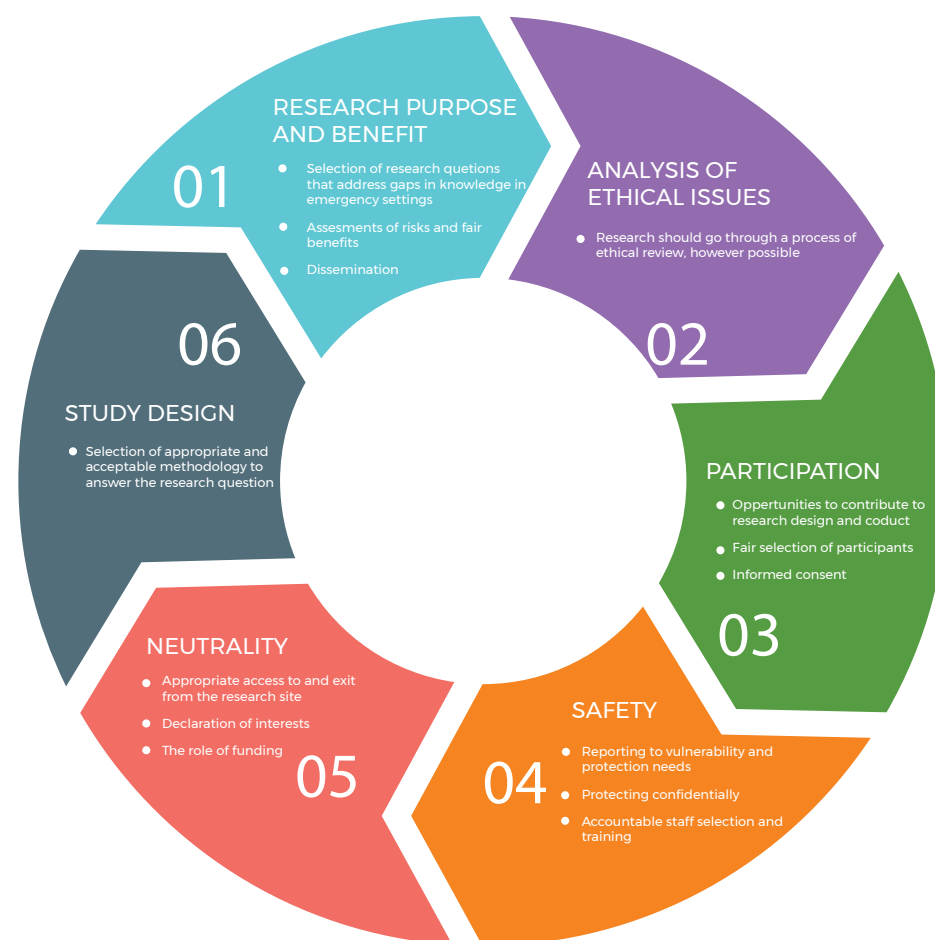 01
RESEARCH PURPOSE
AND BENEFIT
Selection of research quetions
that address gaps in knowledge in
emergency settings
Assesments of risks and fair
benefits
Dissemination
ANALYSIS OF
ETHICAL ISSUES
Research should go through a process of
ethical review, however possible
02
PARTICIPATION
Oppertunities to contribute to
research design and coduct
Fair selection of participants
Informed consent
03
SAFETY
Reporting to vulnerability and
protection needs
Protecting confidentially
Accountable staff selection and
training
04
NEUTRALITY
Appropriate access to and exit
from the research site
Declaration of interests
The role of funding
05
06
STUDY DESIGN
Selection of appropriate and
acceptable methodology to
answer the research question